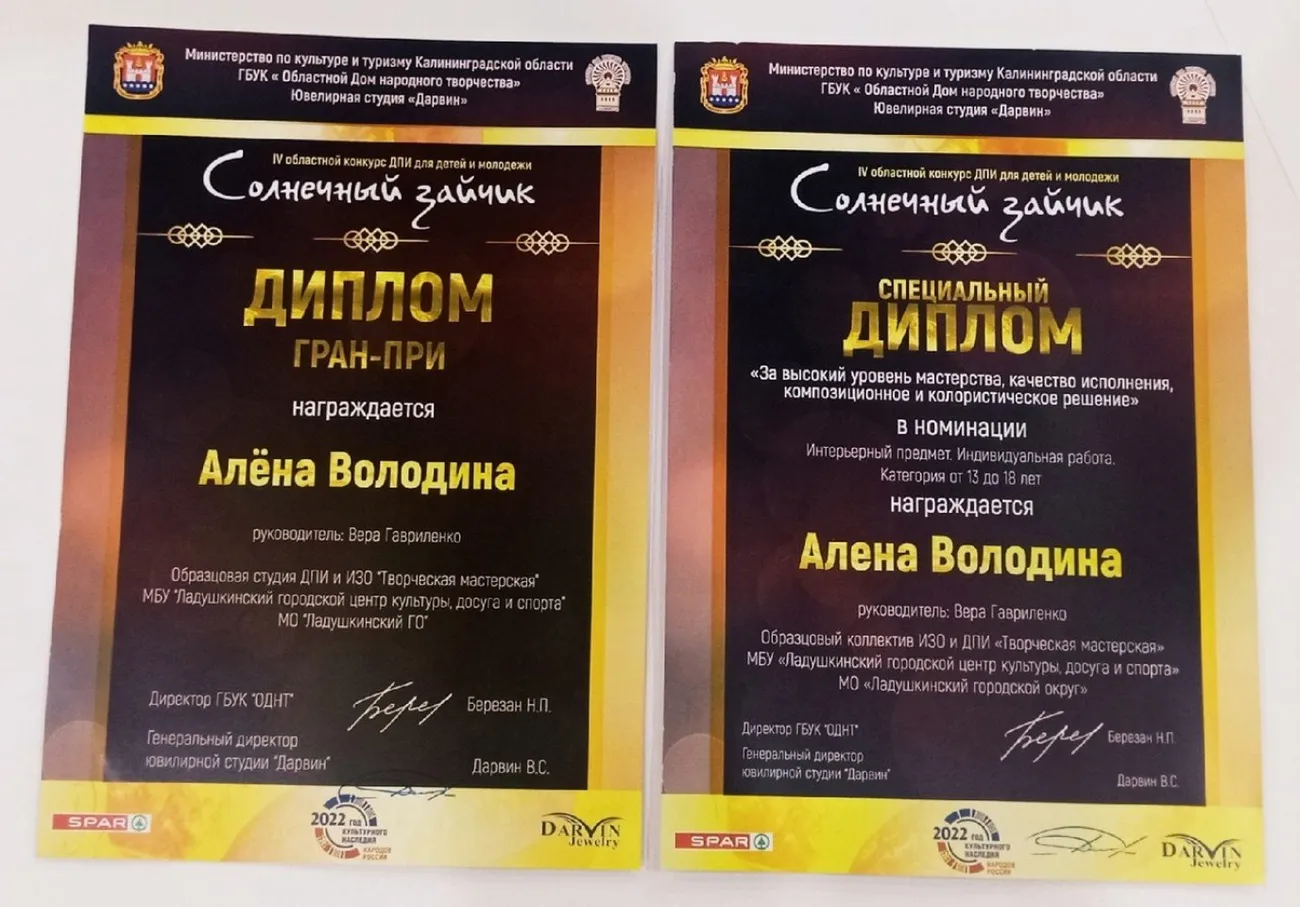 Министерство по культуре и туризму Калининградской области
ГБУК « Областной Дом народного творчества»
Ювелирная студия «Дарвин»
IV областной конкурс ДПИ для детей и молодежи
Солнечный зайчик
ДИПЛОМ
ГРАН-ПРИ
награждается
Алёна Володина
руководитель: Вера Гавриленко
Образцовая студия ДПИ и ИЗО "Творческая мастерская"
МБУ "Ладушкинский городской центр культуры, досуга и спорта"
МО "Ладушкинский ГО"
Директор ГБУК "ОДНТ" Березан Н.П.
Генеральный директор
ювилирной студии "Дарвин" Дарвин В.С.
SPAR
2022 ГОД
КУЛЬТУРНОГО
НАСЛЕДИЯ
НАРОДОВ
РОССИИ
DARVIN
Jewelry
Министерство по культуре и туризму Калининградской области
ГБУК « Областной Дом народного творчества»
Ювелирная студия «Дарвин»
IV областной конкурс ДПИ для детей и молодежи
Солнечный зайчик
СПЕЦИАЛЬНЫЙ
ДИПЛОМ
«За высокий уровень мастерства, качество исполнения,
композиционное и колористическое решение»
в номинации
Интерьерный предмет. Индивидуальная работа.
Категория от 13 до 18 лет
награждается
Алена Володина
руководитель: Вера Гавриленко
Образцовый коллектив ИЗО и ДПИ «Творческая мастерская»
МБУ «Ладушкинский городской центр культуры, досуга и спорта»
МО «Ладушкинский городской округ»
Директор ГБУК "ОДНТ" Березан Н.П.
Генеральный директор
ювилирной студии "Дарвин" Дарвин В.С.
SPAR
2022 ГОД
КУЛЬТУРНОГО
НАСЛЕДИЯ
НАРОДОВ
РОССИИ
DARVIN
Jewelry